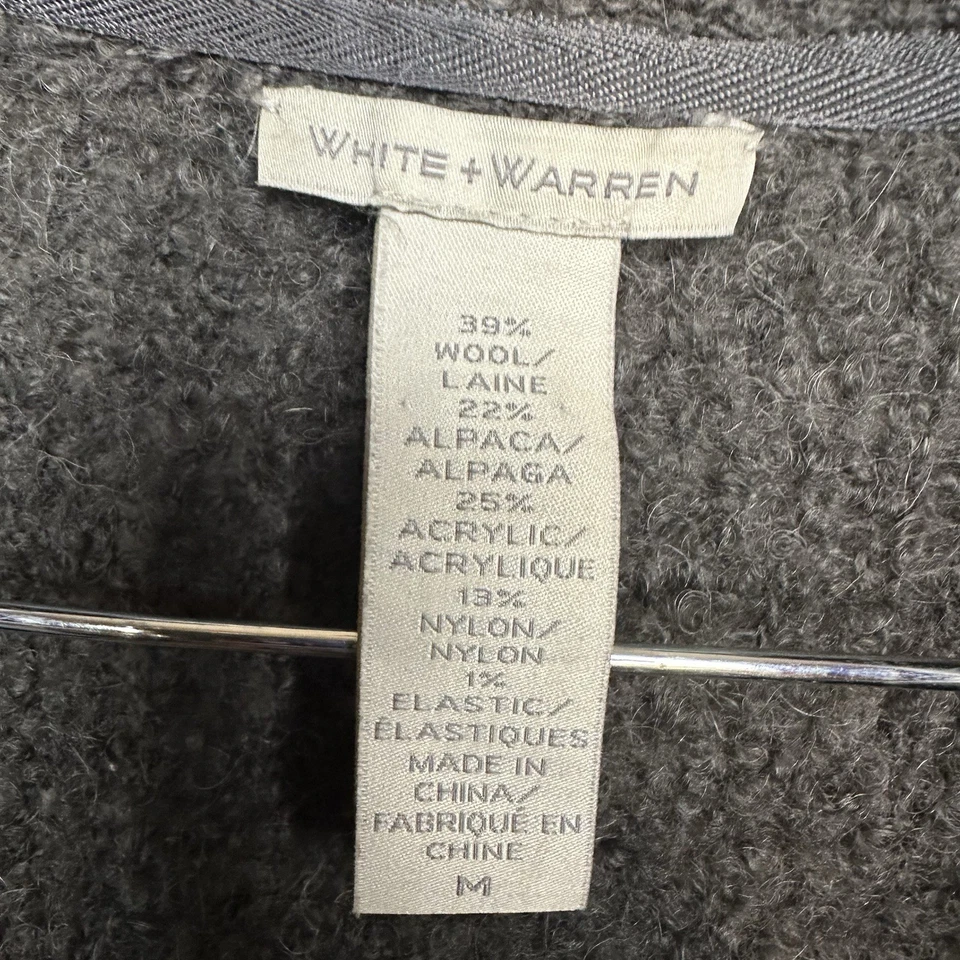 WHITE + WARREN
39%
WOOL/
LAINE
22%
ALPACA/
ALPAGA
25%
ACRYLIC/
ACRYLIQUE
13%
NYLON/
NYLON
1%
ELASTIC/
ÉLASTIQUES
MADE IN
CHINA/
FABRIQUÉ EN
CHINE
M